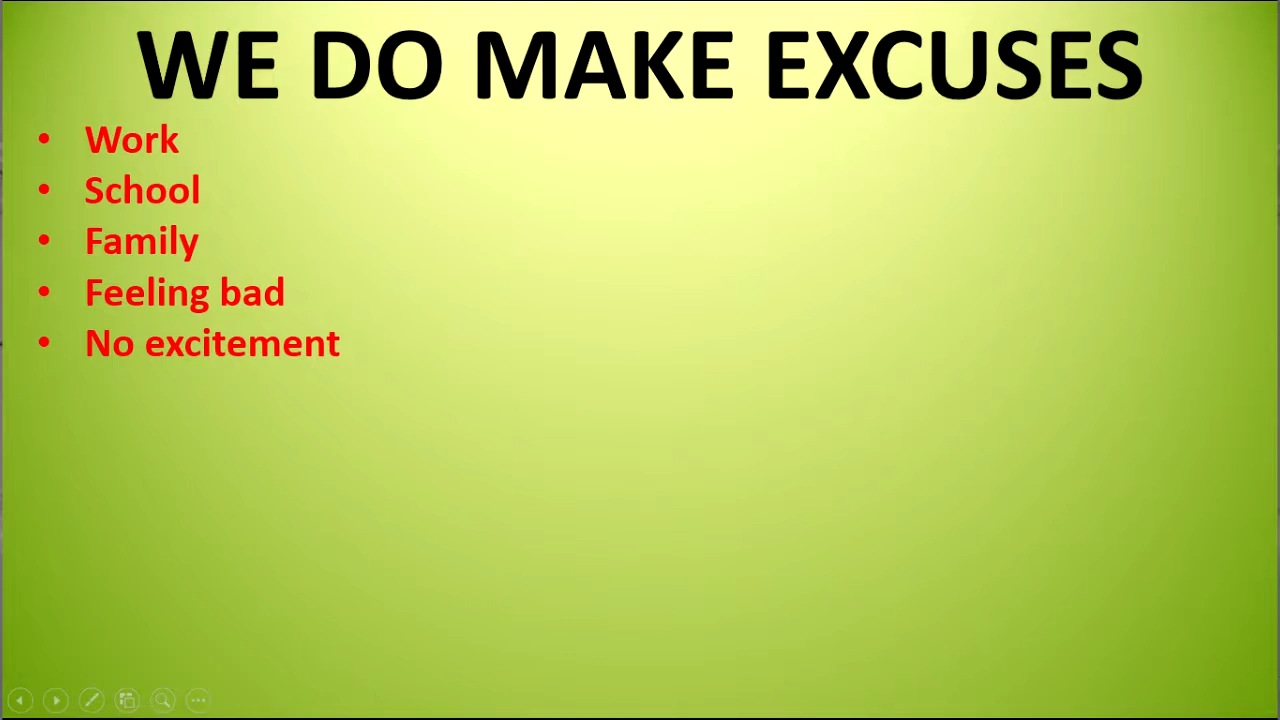 WE DO MAKE EXCUSES
• Work
• School
• Family
• Feeling bad
• No excitement